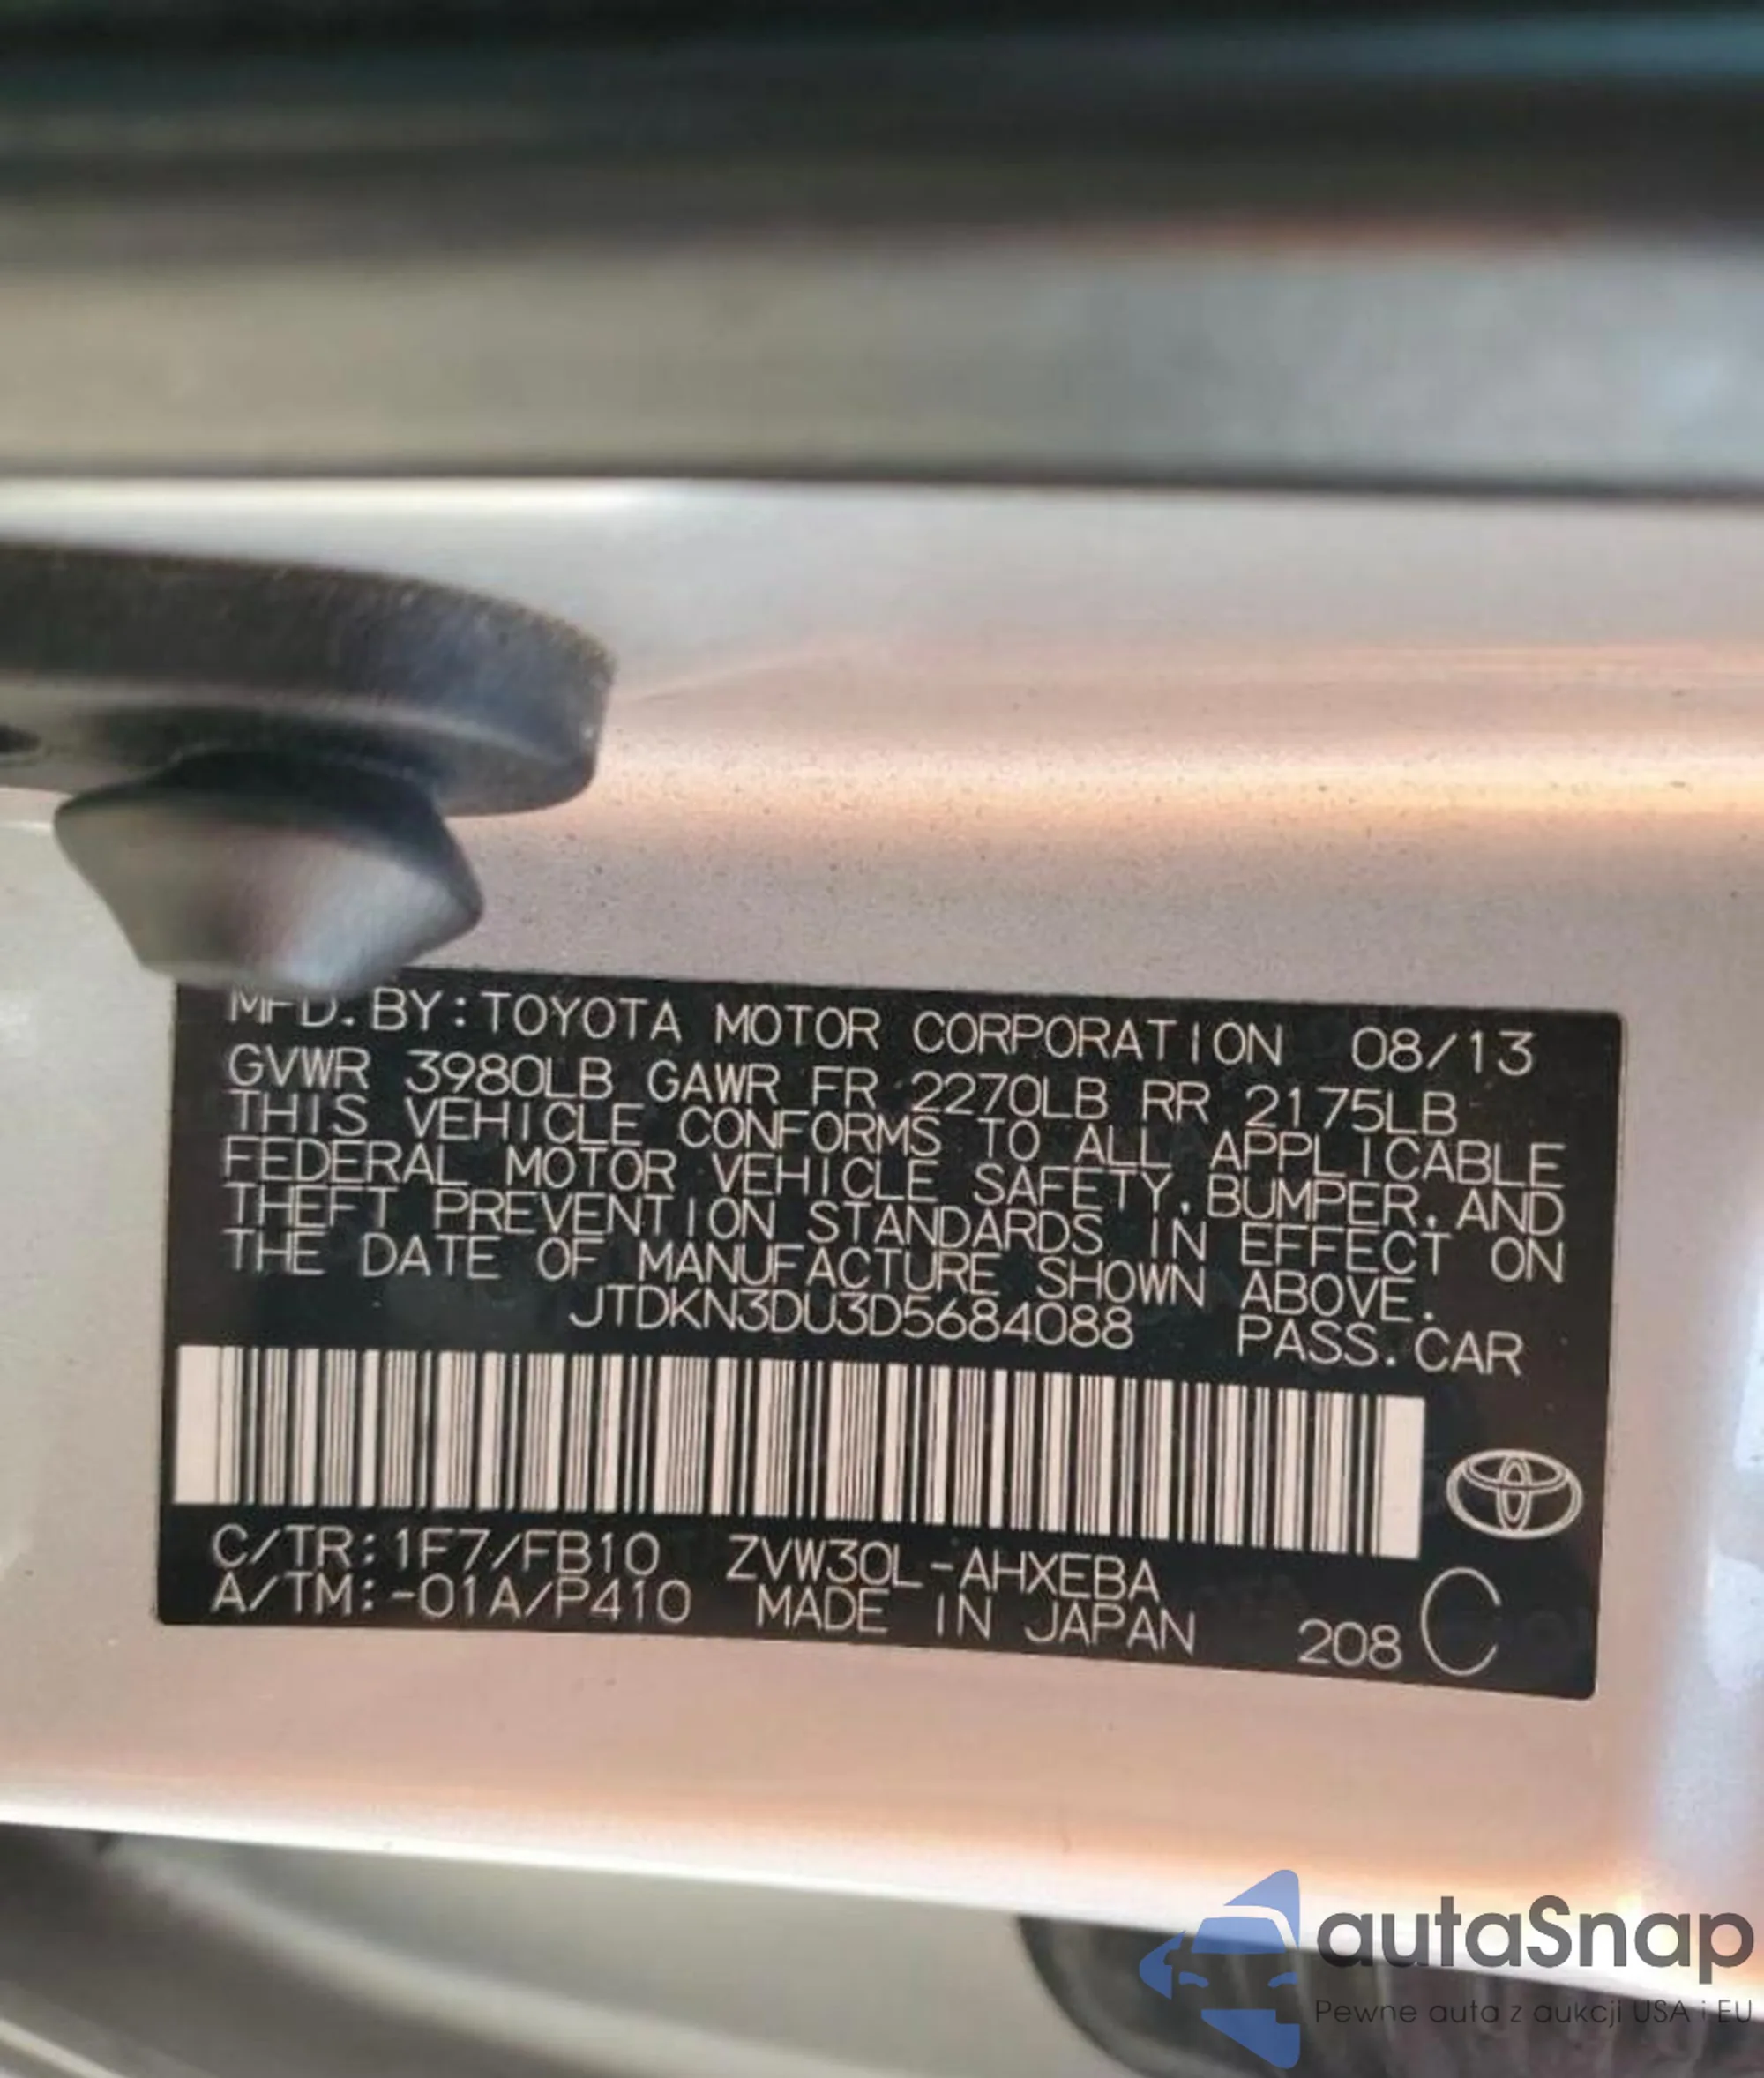 MFD. BY: TOYOTA MOTOR CORPORATION 08/13
GVWR 3980LB GAWR FR 2270LB RR 2175LB
THIS VEHICLE CONFORMS TO ALL APPLICABLE
FEDERAL MOTOR VEHICLE SAFETY, BUMPER, AND
THEFT PREVENTION STANDARDS IN EFFECT ON
THE DATE OF MANUFACTURE SHOWN ABOVE.
JTDKN3DU3D5684088 PASS. CAR
C/TR: 1F7/FB10 ZVW30L-AHXEBA
A/TM: -01A/P410 MADE IN JAPAN 208 C
autaSnap
Pewne auta z aukcji USA i EU